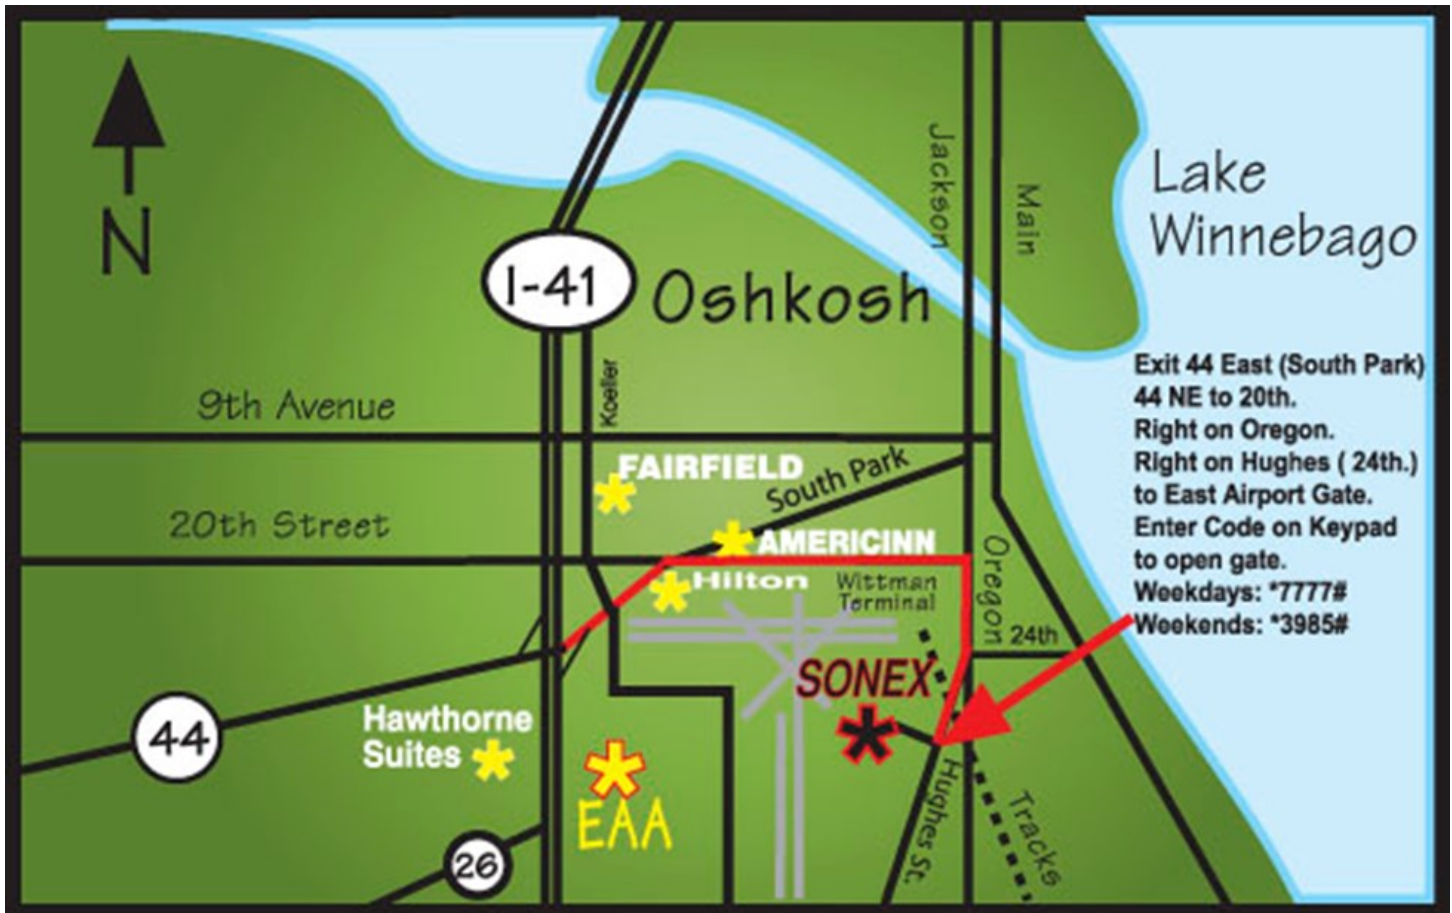 Jackson
Main
Lake
Winnebago
N
I-41
Oshkosh
Exit 44 East (South Park)
44 NE to 20th.
Right on Oregon.
Right on Hughes ( 24th.)
to East Airport Gate.
Enter Code on Keypad
to open gate.
Weekdays: *7777#
Weekends: *3985#
Koeller
9th Avenue
FAIRFIELD
South Park
20th Street
AMERICINN
Hilton
Wittman
Terminal
Oregon
24th
SONEX
44
Hawthorne
Suites
EAA
Hughes St.
Tracks
26